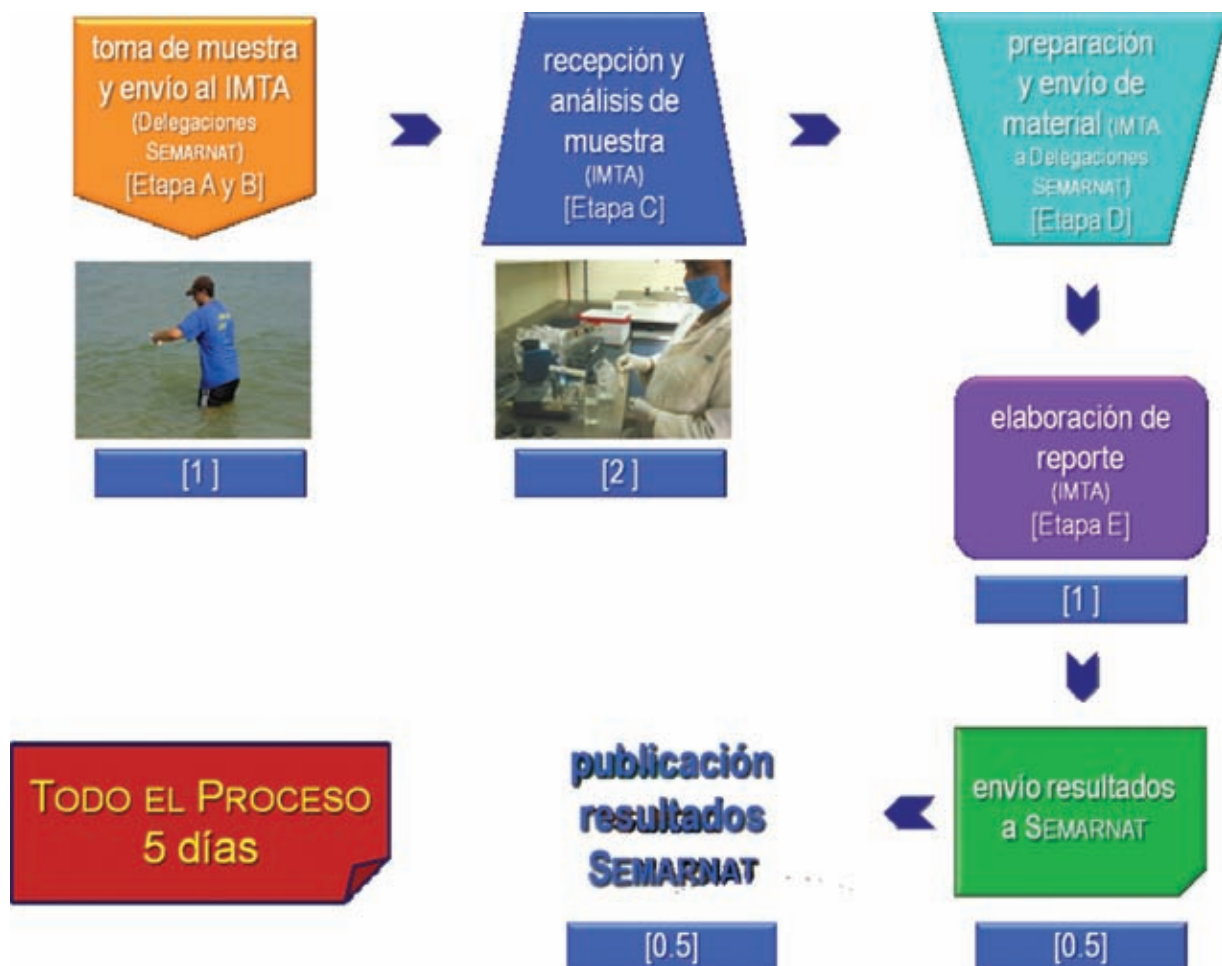 toma de muestra
y envío al IMTA
(Delegaciones
SEMARNAT)
[Etapa A y B]
[1 ]
recepción y
análisis de
muestra
(IMTA)
[Etapa C]
[2 ]
preparación
y envío de
material (IMTA
a Delegaciones
SEMARNAT)
[Etapa D]
elaboración de
reporte
(IMTA)
[Etapa E]
[1 ]
envío resultados
a SEMARNAT
[0.5]
publicación
resultados
SEMARNAT
[0.5]
TODO EL PROCESO
5 días